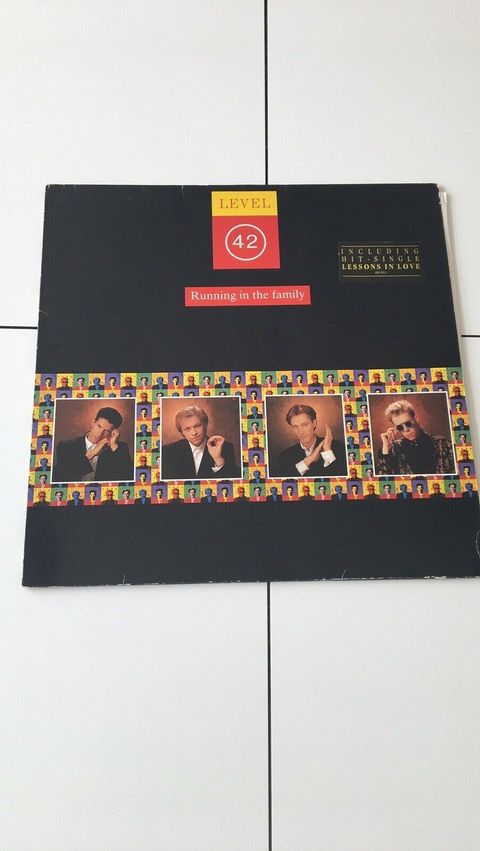 LEVEL
42
Running in the family
INCLUDING
HIT-SINGLE
LESSONS IN LOVE